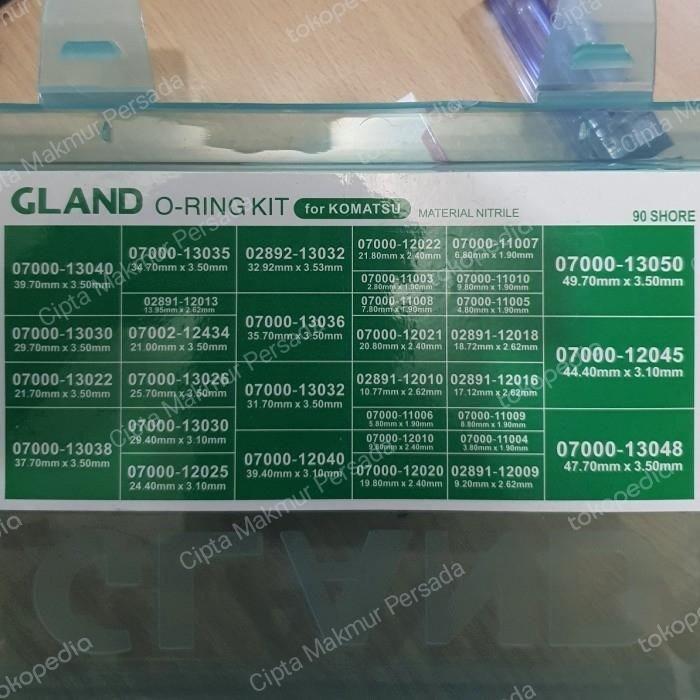 GLAND O-RING KIT for KOMATSU MATERIAL NITRILE 90 SHORE
07000-13040
39.70mm x 3.50mm
07000-13030
29.70mm x 3.50mm
07000-13022
21.70mm x 3.50mm
07000-13038
37.70mm x 3.50mm
07000-13035
34.70mm x 3.50mm
02891-12013
13.95mm x 2.62mm
07002-12434
21.00mm x 3.50mm
07000-13026
25.70mm x 3.50mm
07000-13030
29.40mm x 3.10mm
07000-12025
24.40mm x 3.10mm
02892-13032
32.92mm x 3.53mm
07000-13036
35.70mm x 3.50mm
07000-13032
31.70mm x 3.50mm
07000-12040
39.40mm x 3.10mm
07000-12022
21.80mm x 2.40mm
07000-11003
2.80mm x 1.90mm
07000-11008
7.80mm x 1.90mm
07000-12021
20.80mm x 2.40mm
02891-12010
10.77mm x 2.62mm
07000-11006
5.80mm x 1.90mm
07000-12010
9.80mm x 2.40mm
07000-12020
19.80mm x 2.40mm
07000-11007
6.80mm x 1.90mm
07000-11010
9.80mm x 1.90mm
07000-11005
4.80mm x 1.90mm
02891-12018
18.72mm x 2.62mm
02891-12016
17.12mm x 2.62mm
07000-11009
8.80mm x 1.90mm
07000-11004
3.80mm x 1.90mm
02891-12009
9.20mm x 2.62mm
07000-13050
49.70mm x 3.50mm
07000-12045
44.40mm x 3.10mm
07000-13048
47.70mm x 3.50mm
GLAND
Cipta Makmur Persada
tokopedia